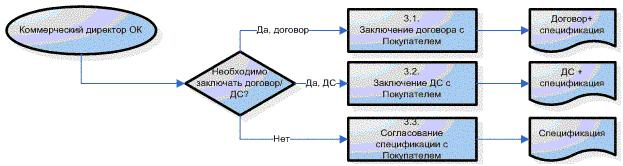 Коммерческий директор ОК
Необходимо
заключать договор/
ДС?
Да, договор
3.1.
Заключение договора с
Покупателем
Договор+
спецификация
Да, ДС
3.2.
Заключение ДС с
Покупателем
ДС +
спецификация
Нет
3.3.
Согласование
спецификации с
Покупателем
Спецификация